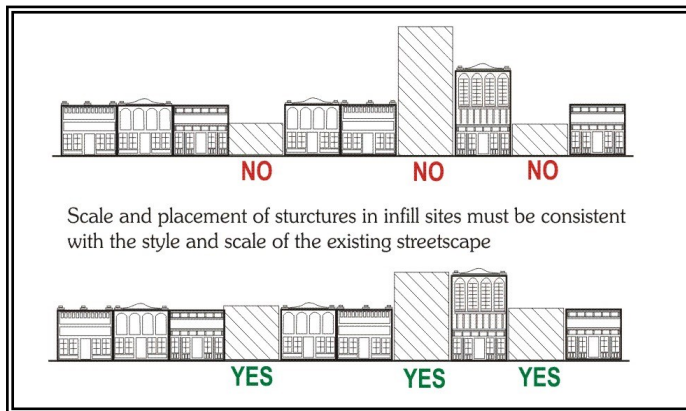 NO NO NO
Scale and placement of sturctures in infill sites must be consistent
with the style and scale of the existing streetscape
YES YES YES